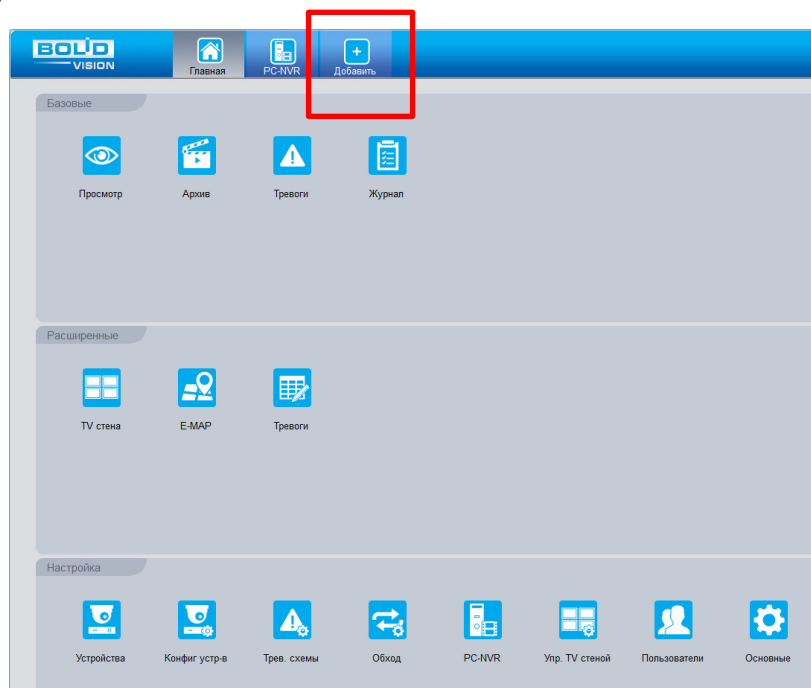 BOLID
VISION
Главная
PC-NVR
Добавить
Базовые
Просмотр
Архив
Тревоги
Журнал
Расширенные
TV стена
E-MAP
Тревоги
Настройка
Устройства
Конфиг устр-в
Трев. схемы
Обход
PC-NVR
Упр. TV стеной
Пользователи
Основные